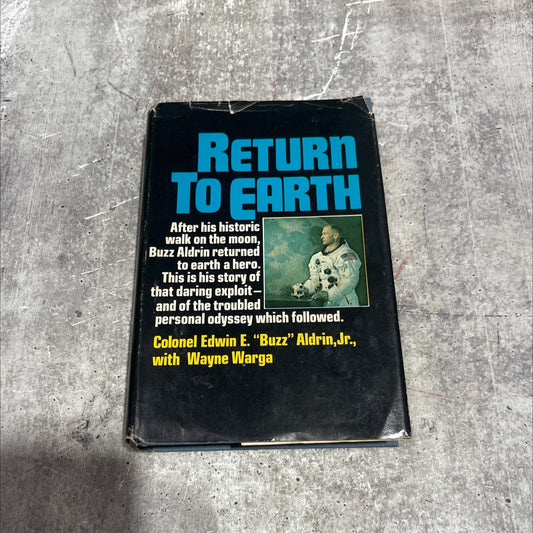 RETURN
TO EARTH
After his historic
walk on the moon,
Buzz Aldrin returned
to earth a hero.
This is his story of
that daring exploit—
and of the troubled
personal odyssey which followed.
Colonel Edwin E. "Buzz" Aldrin, Jr.,
with Wayne Warga